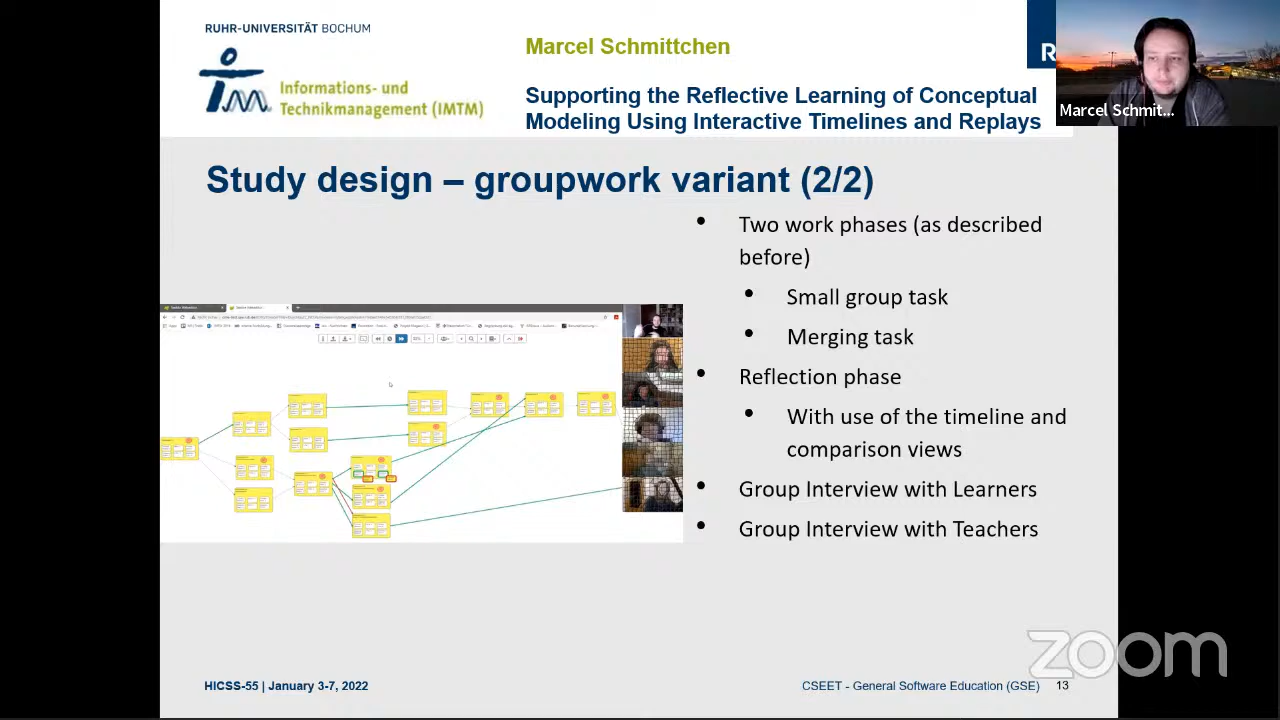 RUHR-UNIVERSITÄT BOCHUM
Informations- und
Technikmanagement (IMTM)
Marcel Schmittchen
Supporting the Reflective Learning of Conceptual
Modeling Using Interactive Timelines and Replays
R
Marcel Schmit...
Study design – groupwork variant (2/2)
• Two work phases (as described
before)
• Small group task
• Merging task
• Reflection phase
• With use of the timeline and
comparison views
• Group Interview with Learners
• Group Interview with Teachers
zoom
HICSS-55 | January 3-7, 2022
CSEET - General Software Education (GSE)
13